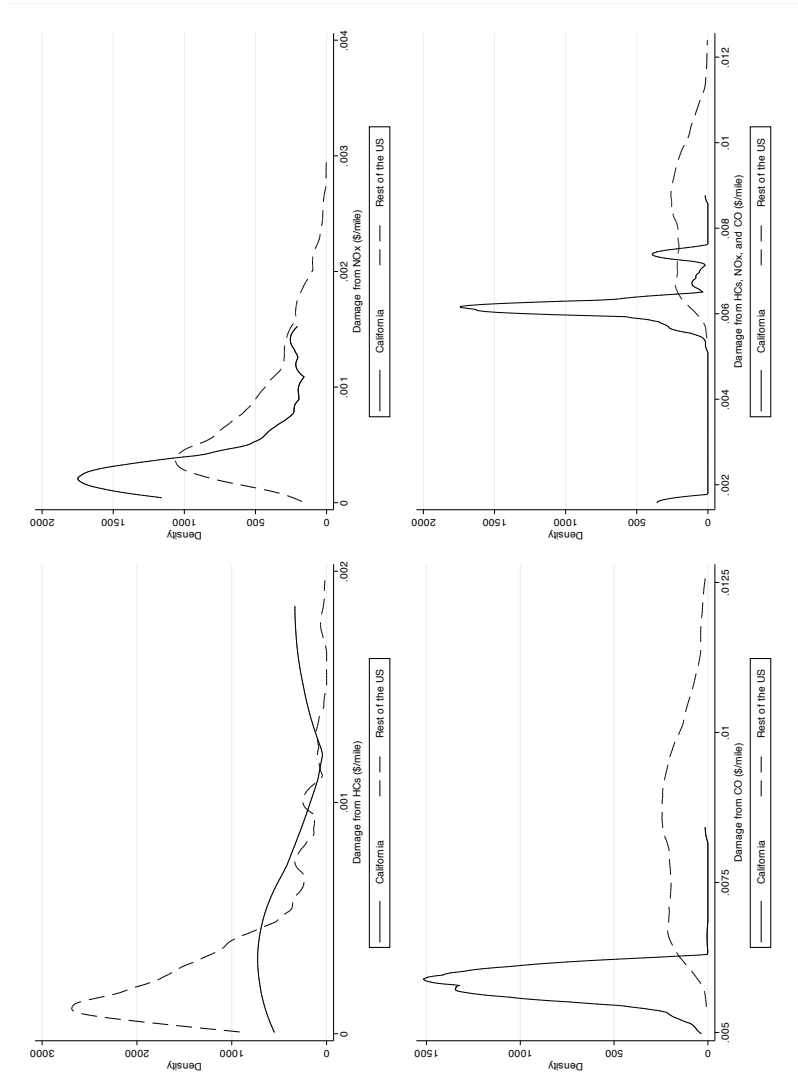 Density
3000
2000
1000
0
0
.001
.002
Damage from HCs ($/mile)
California
Rest of the US
Density
2000
1500
1000
500
0
0
.001
.002
.003
.004
Damage from NOx ($/mile)
California
Rest of the US
Density
1500
1000
500
0
.005
.0075
.01
.0125
Damage from CO ($/mile)
California
Rest of the US
Density
2000
1500
1000
500
0
.002
.004
.006
.008
.01
.012
Damage from HCs, NOx, and CO ($/mile)
California
Rest of the US